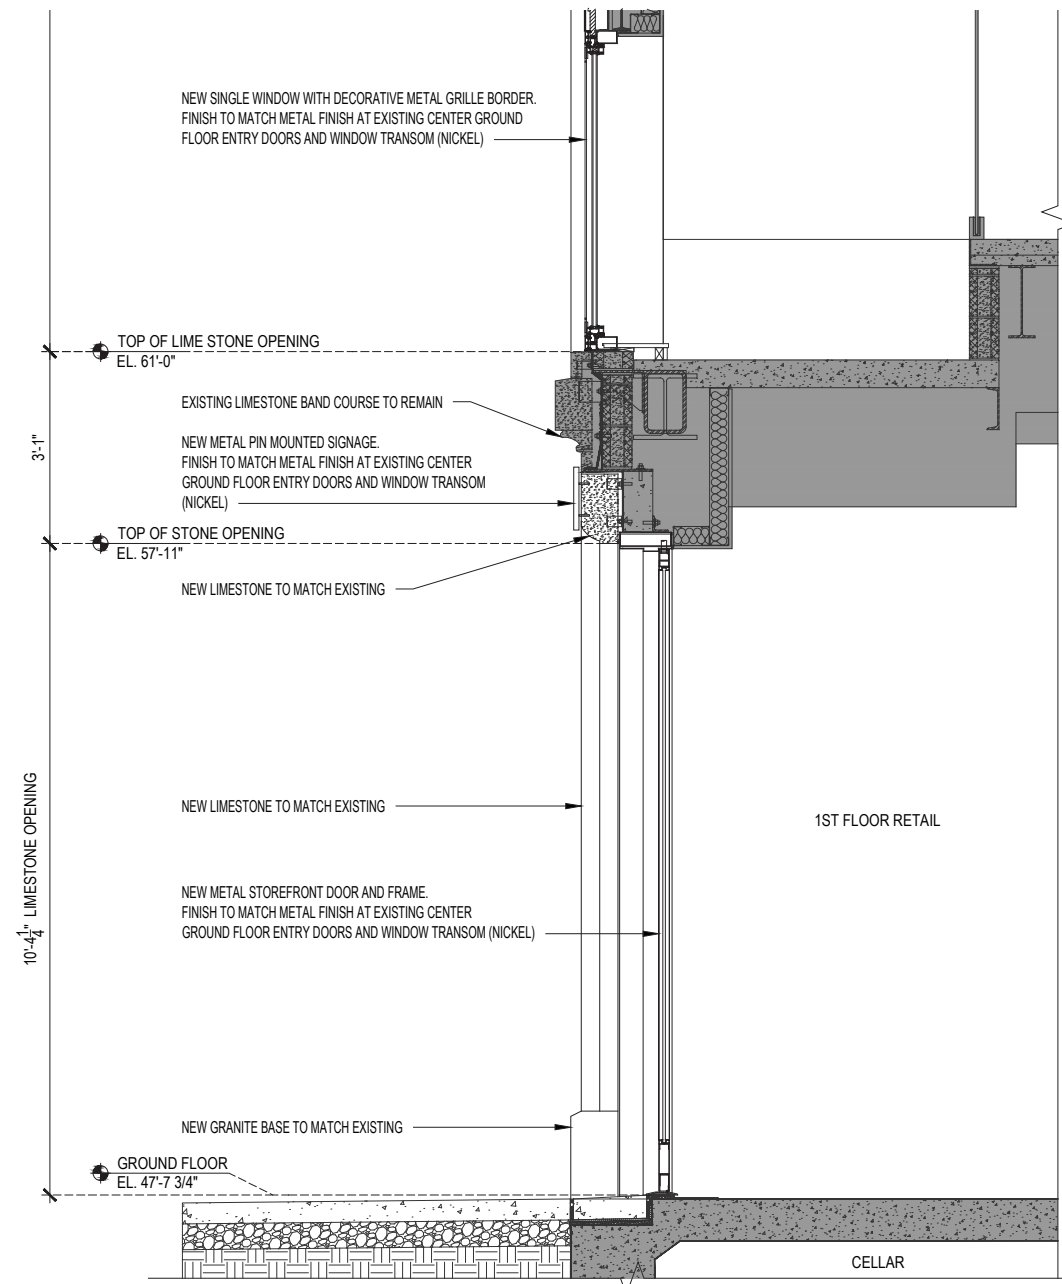 NEW SINGLE WINDOW WITH DECORATIVE METAL GRILLE BORDER.
FINISH TO MATCH METAL FINISH AT EXISTING CENTER GROUND
FLOOR ENTRY DOORS AND WINDOW TRANSOM (NICKEL)
TOP OF LIME STONE OPENING
EL. 61'-0"
EXISTING LIMESTONE BAND COURSE TO REMAIN
3'-1"
NEW METAL PIN MOUNTED SIGNAGE.
FINISH TO MATCH METAL FINISH AT EXISTING CENTER
GROUND FLOOR ENTRY DOORS AND WINDOW TRANSOM
(NICKEL)
TOP OF STONE OPENING
EL. 57'-11"
NEW LIMESTONE TO MATCH EXISTING
NEW LIMESTONE TO MATCH EXISTING
1ST FLOOR RETAIL
10'-4 1/4" LIMESTONE OPENING
NEW METAL STOREFRONT DOOR AND FRAME.
FINISH TO MATCH METAL FINISH AT EXISTING CENTER
GROUND FLOOR ENTRY DOORS AND WINDOW TRANSOM (NICKEL)
NEW GRANITE BASE TO MATCH EXISTING
GROUND FLOOR
EL. 47'-7 3/4"
CELLAR